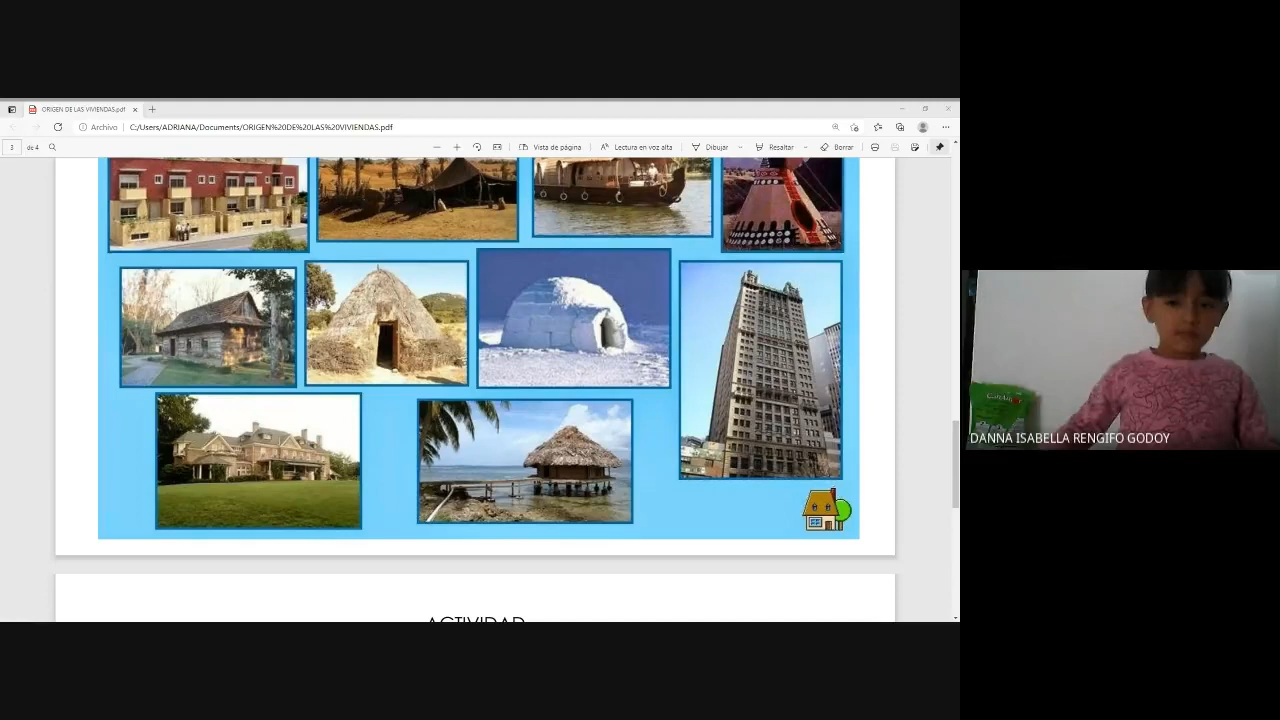 ORIGEN DE LAS VIVIENDAS.pdf
Archivo
C:/Users/ADRIANA/Documents/ORIGEN%20DE%20LAS%20VIVIENDAS.pdf
3 de 4
Vista de página
Lectura en voz alta
Dibujar
Resaltar
Borrar
DANNA ISABELLA RENGIFO GODOY
ACTIVIDAD